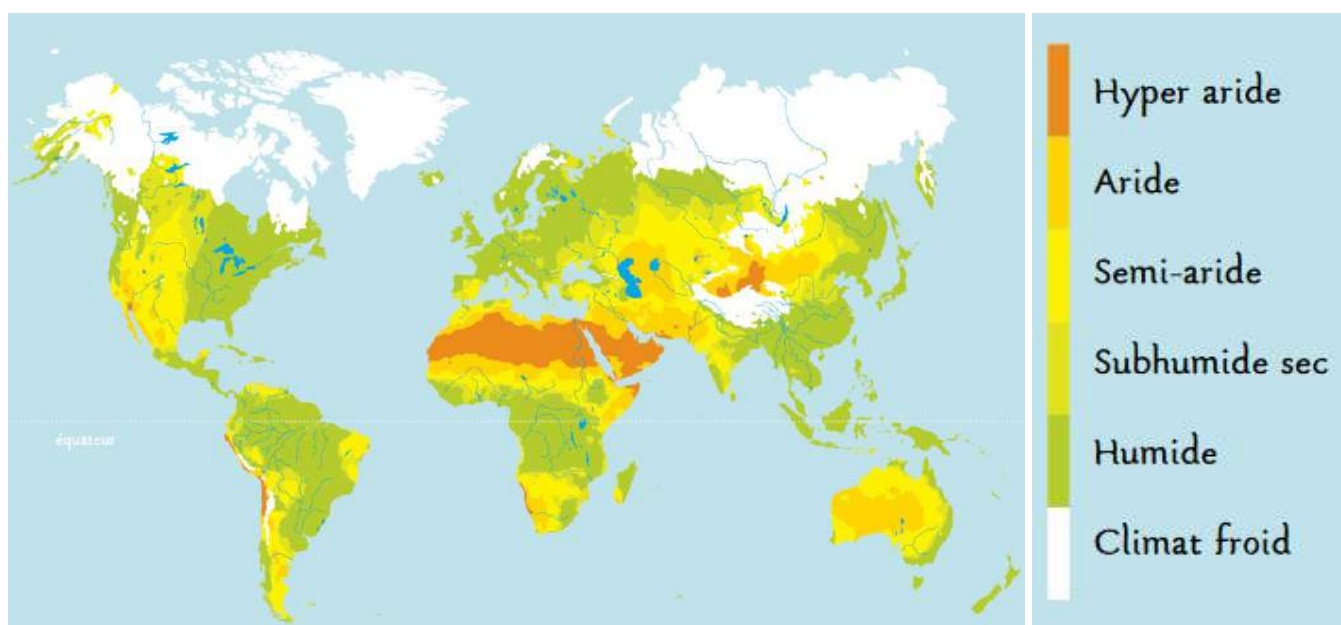 équateur
Hyper aride
Aride
Semi-aride
Subhumide sec
Humide
Climat froid